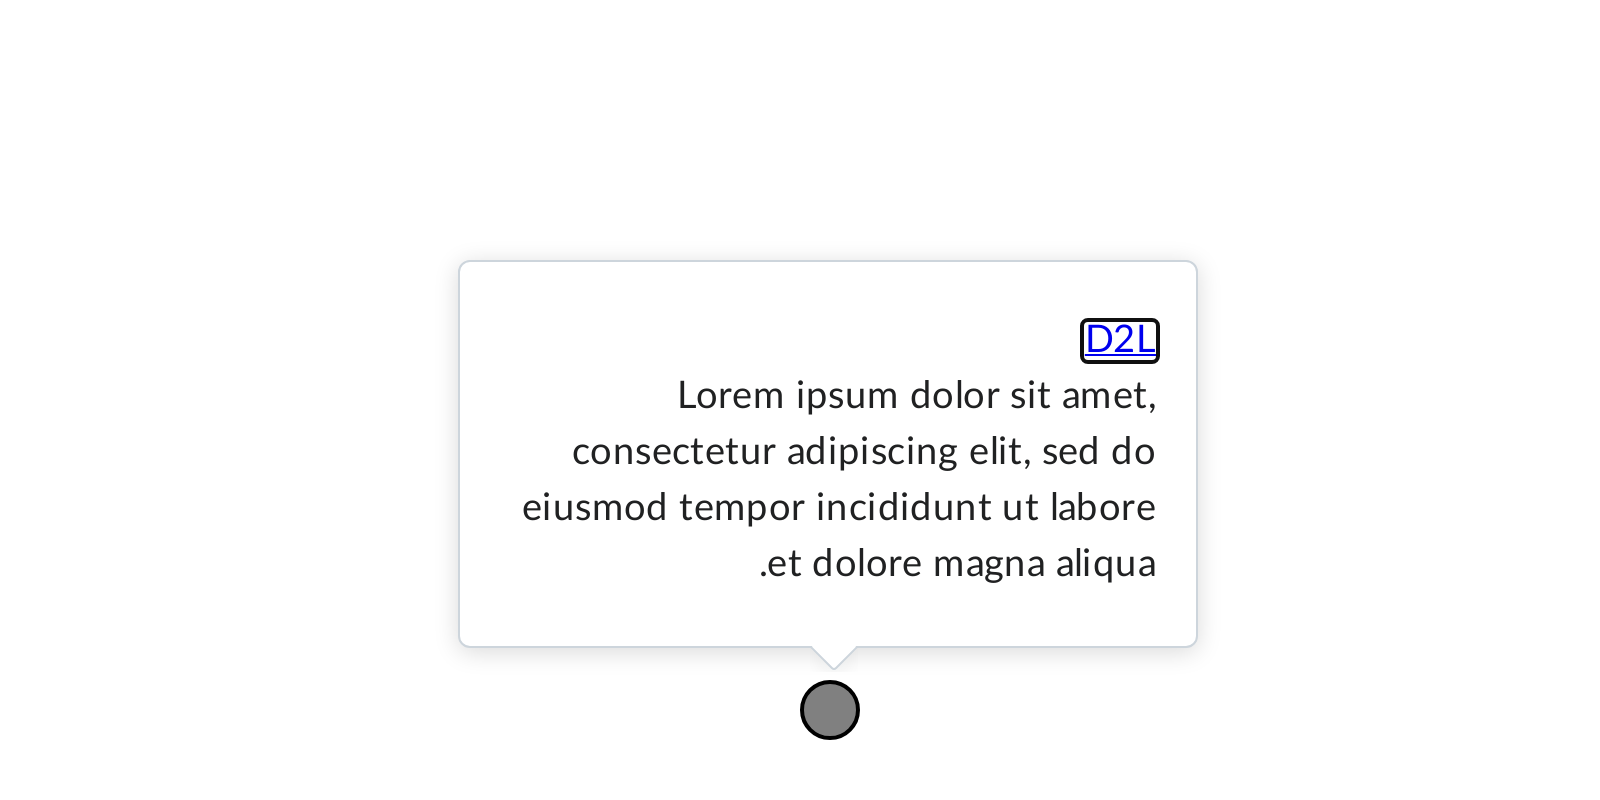 D2L
Lorem ipsum dolor sit amet,
consectetur adipiscing elit, sed do
eiusmod tempor incididunt ut labore
.et dolore magna aliqua